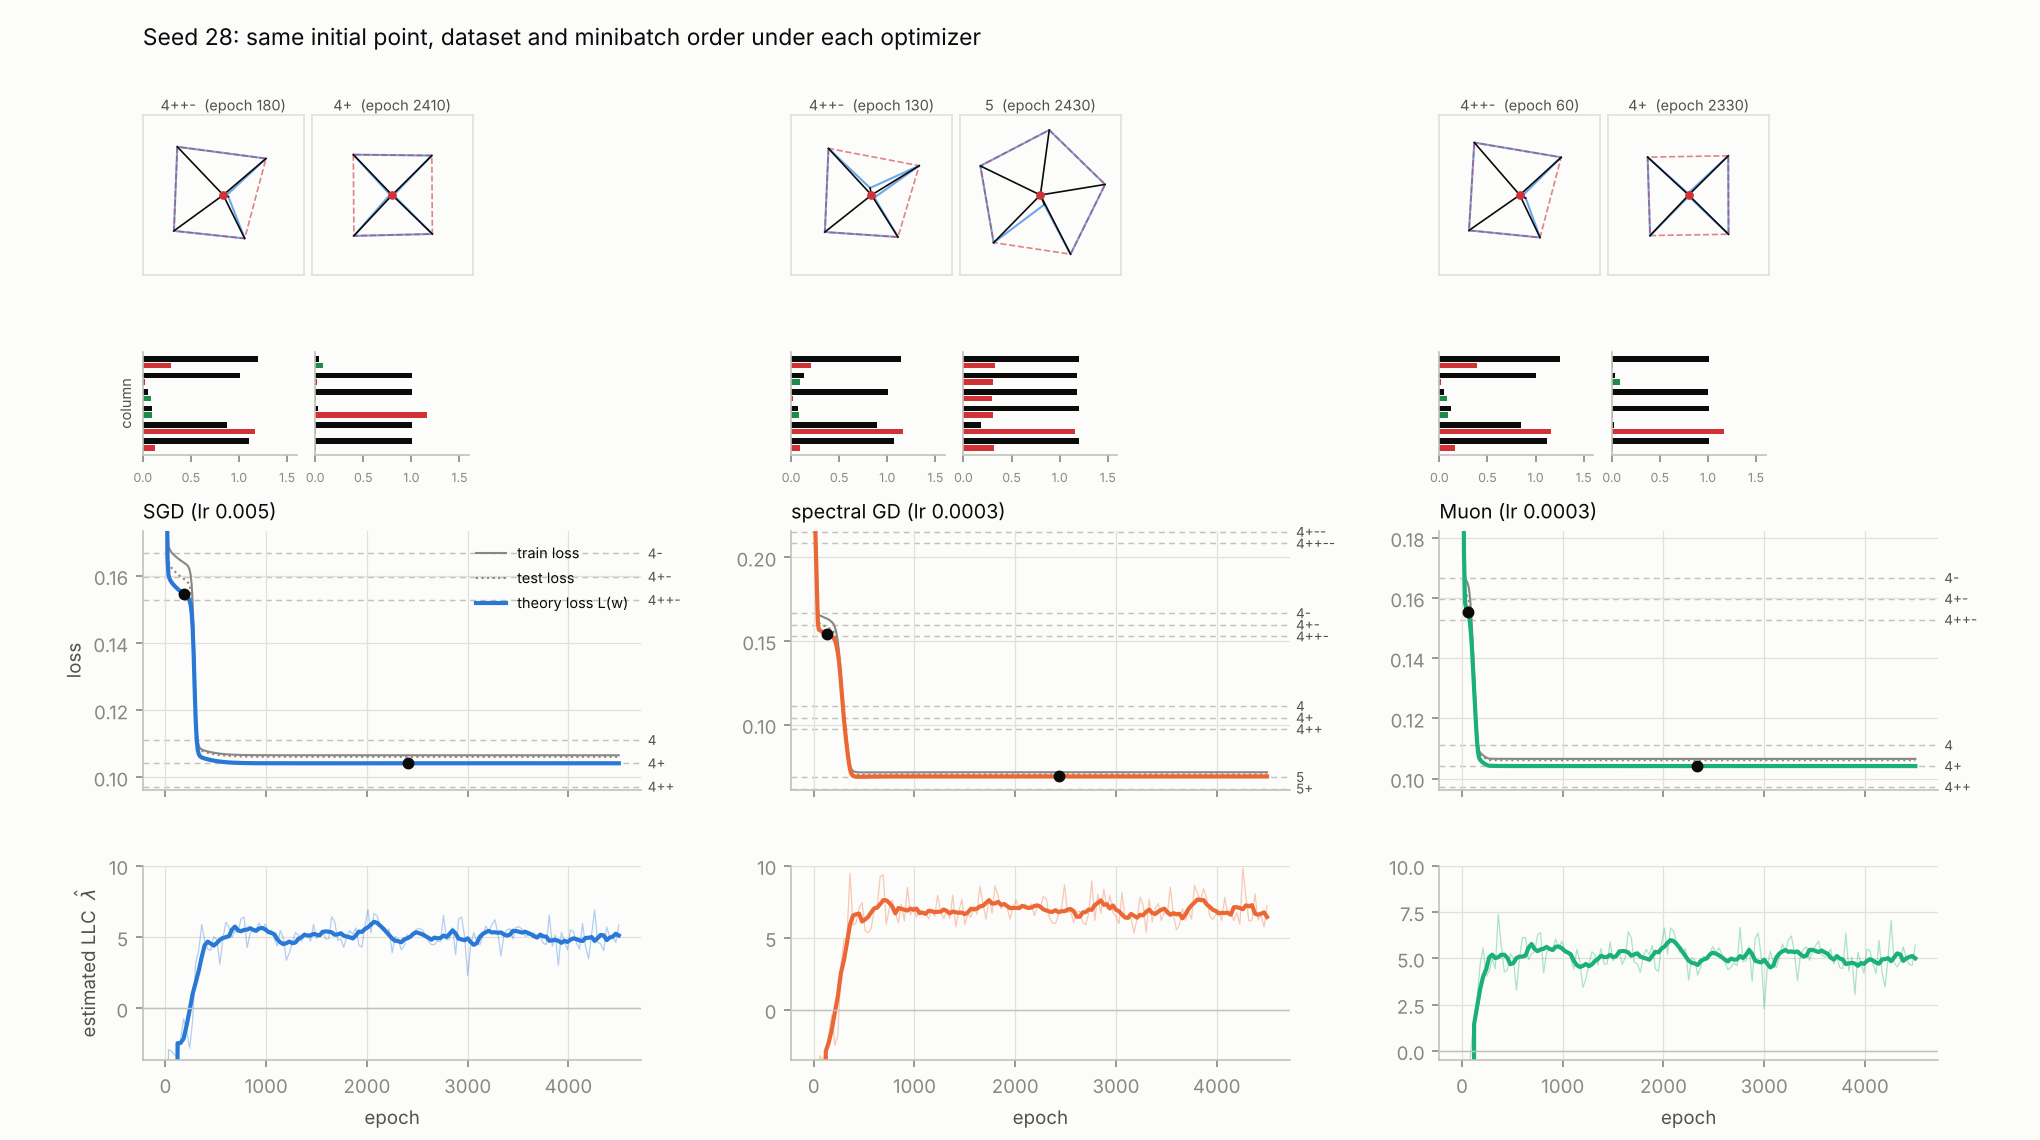 Seed 28: same initial point, dataset and minibatch order under each optimizer
4++- (epoch 180)
4+ (epoch 2410)
4++- (epoch 130)
5 (epoch 2430)
4++- (epoch 60)
4+ (epoch 2330)
column
0.0 0.5 1.0 1.5
0.0 0.5 1.0 1.5
0.0 0.5 1.0 1.5
0.0 0.5 1.0 1.5
0.0 0.5 1.0 1.5
0.0 0.5 1.0 1.5
SGD (lr 0.005)
loss
0.16
0.14
0.12
0.10
train loss
test loss
theory loss L(w)
4-
4+-
4++-
4
4+
4++
spectral GD (lr 0.0003)
0.20
0.15
0.10
4+--
4++--
4-
4+-
4++-
4
4+
4++
5
5+
Muon (lr 0.0003)
0.18
0.16
0.14
0.12
0.10
4-
4+-
4++-
4
4+
4++
estimated LLC λ̂
10
5
0
0 1000 2000 3000 4000
epoch
10
5
0
0 1000 2000 3000 4000
epoch
10.0
7.5
5.0
2.5
0.0
0 1000 2000 3000 4000
epoch